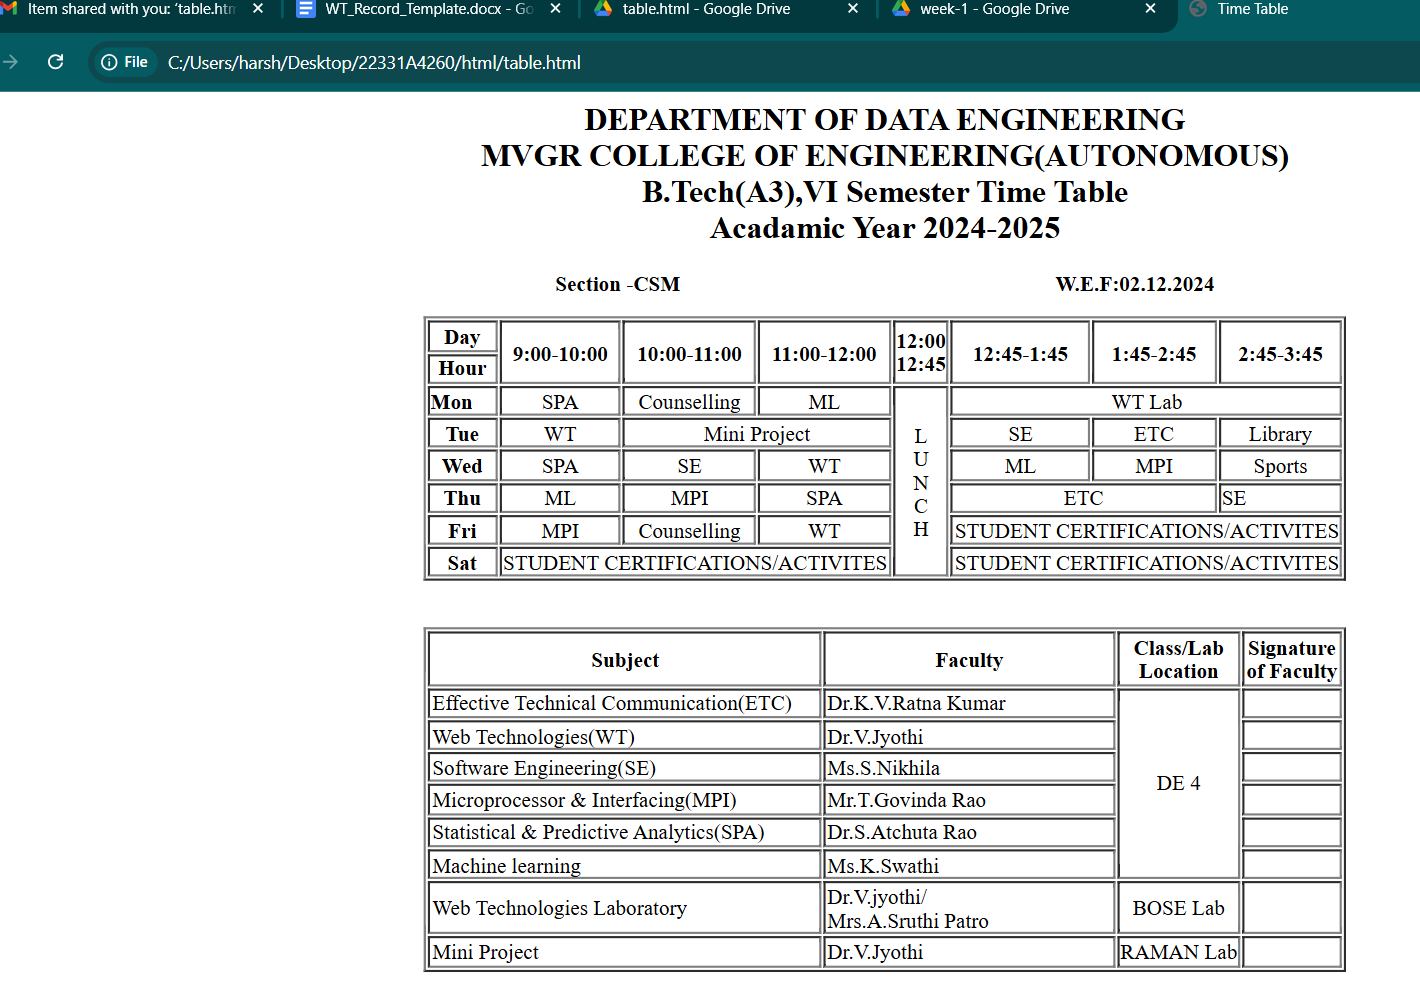 Item shared with you: 'table.htm
WT_Record_Template.docx - Go
table.html - Google Drive
week-1 - Google Drive
Time Table
File C:/Users/harsh/Desktop/22331A4260/html/table.html
DEPARTMENT OF DATA ENGINEERING
MVGR COLLEGE OF ENGINEERING(AUTONOMOUS)
B.Tech(A3),VI Semester Time Table
Acadamic Year 2024-2025
Section -CSM W.E.F:02.12.2024
Day
Hour
9:00-10:00 10:00-11:00 11:00-12:00
12:00
12:45
12:45-1:45 1:45-2:45 2:45-3:45
Mon SPA Counselling ML WT Lab
Tue WT Mini Project SE ETC Library
Wed SPA SE WT ML MPI Sports
Thu ML MPI SPA ETC SE
Fri MPI Counselling WT STUDENT CERTIFICATIONS/ACTIVITES
Sat STUDENT CERTIFICATIONS/ACTIVITES STUDENT CERTIFICATIONS/ACTIVITES
L
U
N
C
H
Subject Faculty
Class/Lab
Location
Signature
of Faculty
Effective Technical Communication(ETC) Dr.K.V.Ratna Kumar
Web Technologies(WT) Dr.V.Jyothi
Software Engineering(SE) Ms.S.Nikhila
Microprocessor & Interfacing(MPI) Mr.T.Govinda Rao
Statistical & Predictive Analytics(SPA) Dr.S.Atchuta Rao
Machine learning Ms.K.Swathi
DE 4
Web Technologies Laboratory
Dr.V.jyothi/
Mrs.A.Sruthi Patro
BOSE Lab
Mini Project Dr.V.Jyothi RAMAN Lab